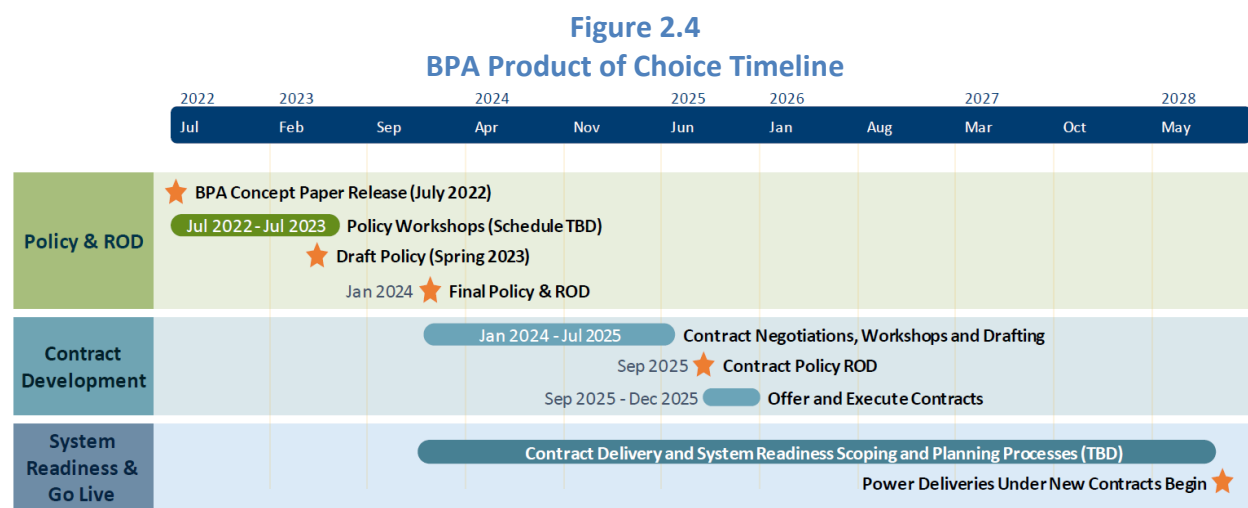 Figure 2.4
BPA Product of Choice Timeline
2022 2023 2024 2025 2026 2027 2028
Jul Feb Sep Apr Nov Jun Jan Aug Mar Oct May
Policy & ROD
BPA Concept Paper Release (July 2022)
Jul 2022 - Jul 2023 Policy Workshops (Schedule TBD)
Draft Policy (Spring 2023)
Jan 2024 Final Policy & ROD
Contract
Development
Jan 2024 - Jul 2025 Contract Negotiations, Workshops and Drafting
Sep 2025 Contract Policy ROD
Sep 2025 - Dec 2025 Offer and Execute Contracts
System
Readiness &
Go Live
Contract Delivery and System Readiness Scoping and Planning Processes (TBD)
Power Deliveries Under New Contracts Begin